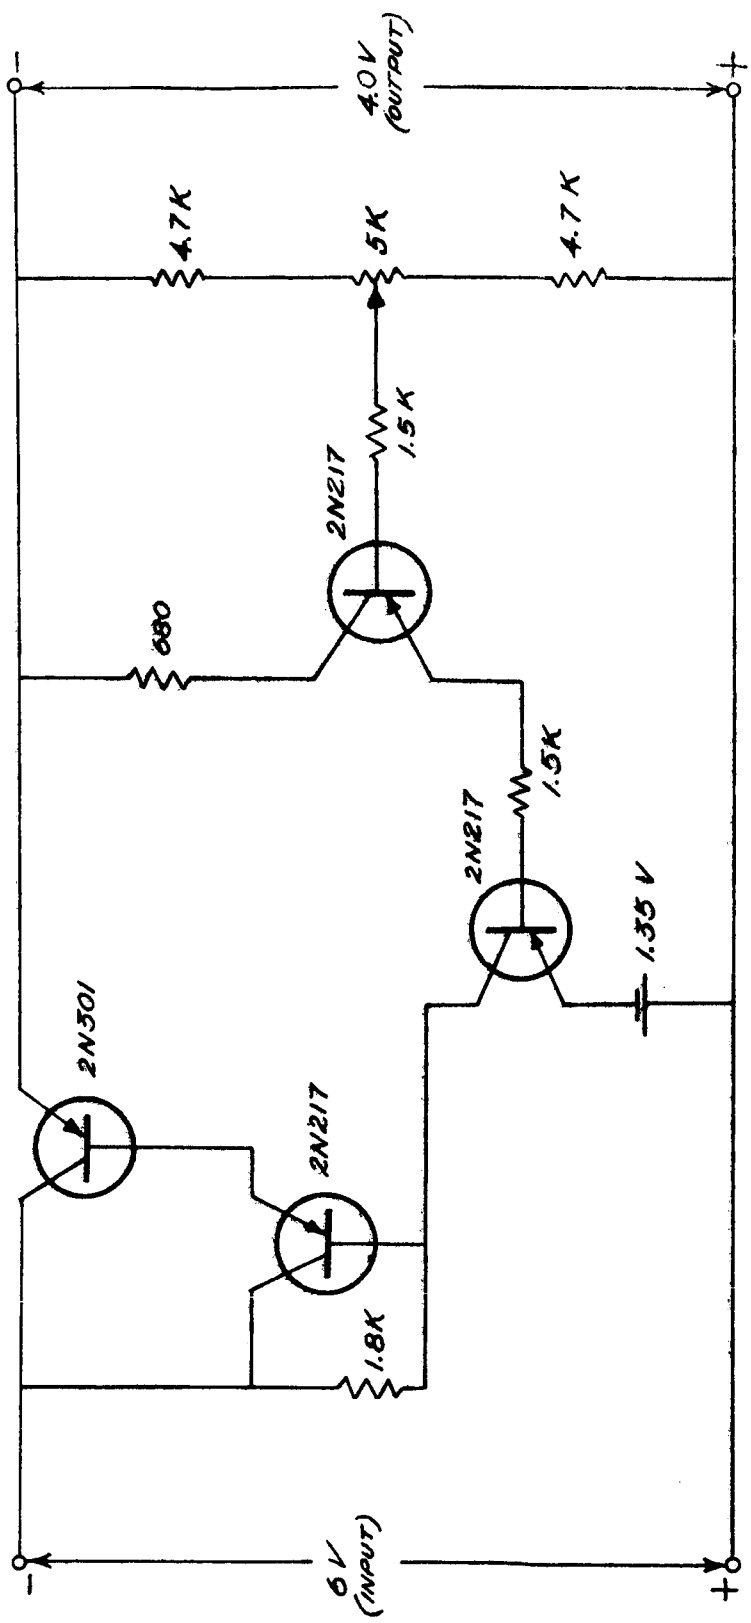 -
-
2N301
680
4.7K
6V
(INPUT)
2N217
1.8K
2N217
1.5K
5K
4.0V
(OUTPUT)
2N217
1.5K
4.7K
1.35 V
+
+